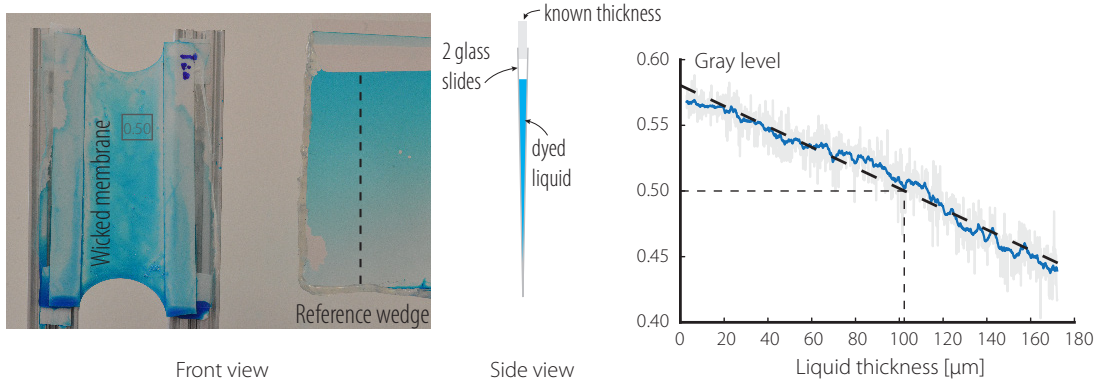 known thickness
2 glass
slides
dyed
liquid
Wicked membrane
0.50
Reference wedge
Front view
Side view
Gray level
0.60
0.55
0.50
0.45
0.40
0 20 40 60 80 100 120 140 160 180
Liquid thickness [µm]